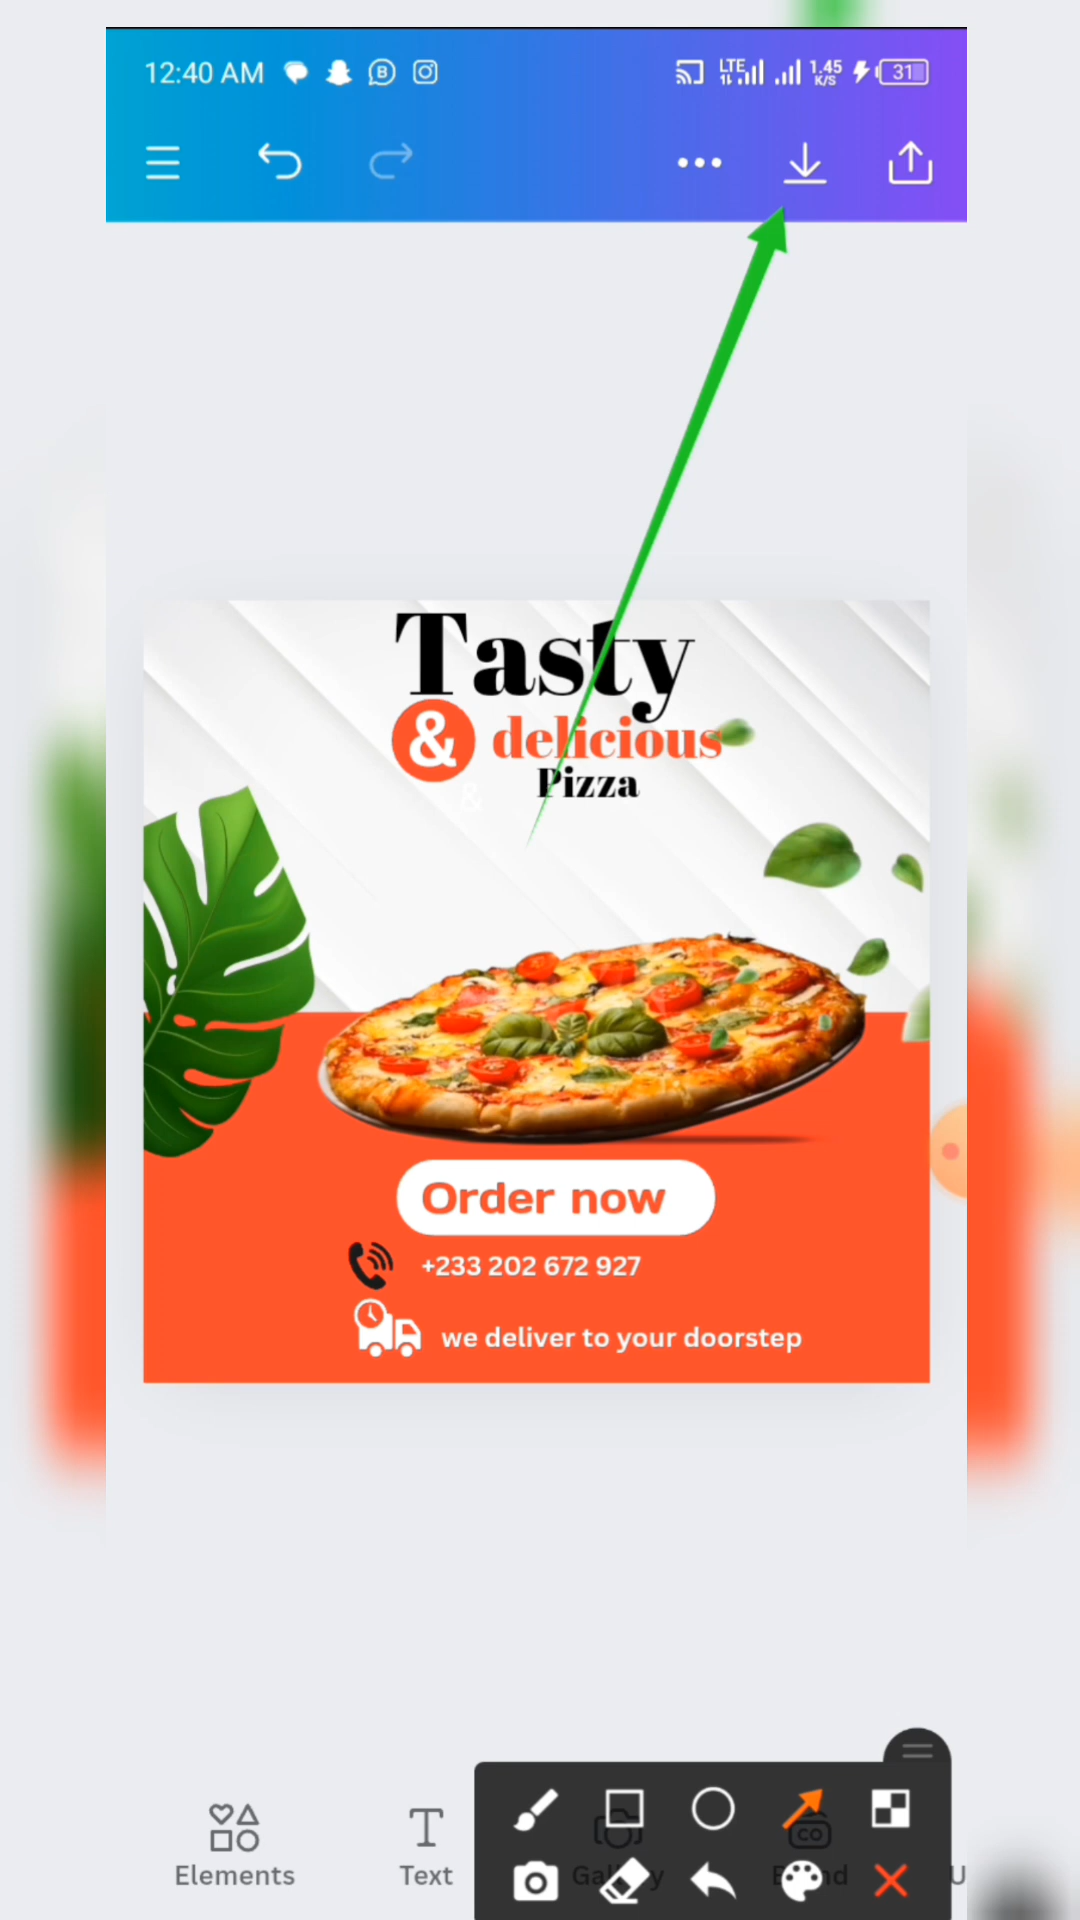 12:40 AM
LTE
1.45
K/S
31
Tasty
& delicious
Pizza
&
Order now
+233 202 672 927
we deliver to your doorstep
Elements
Text